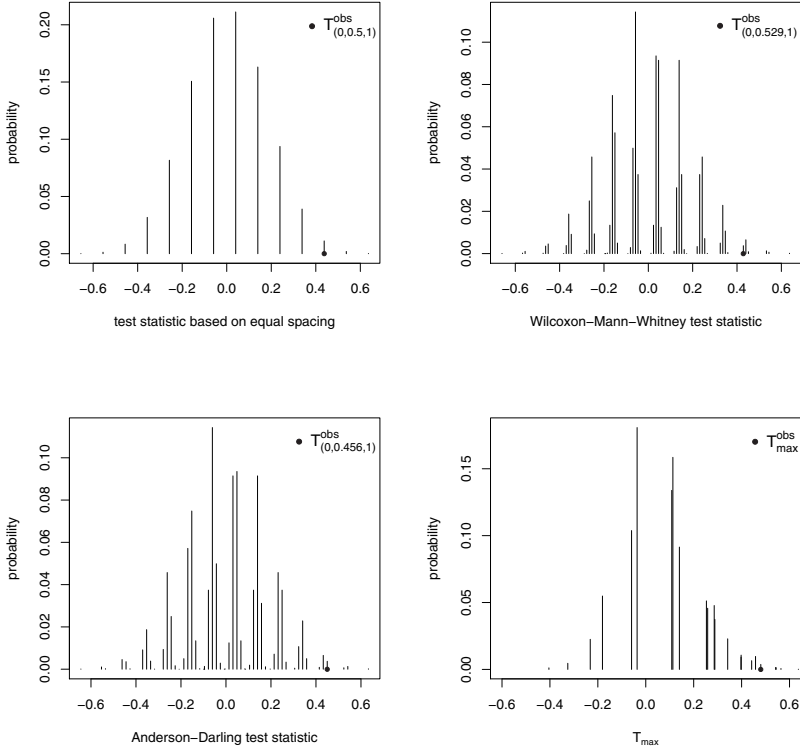 T^obs_(0,0.5,1)
probability
0.20
0.15
0.10
0.05
0.00
−0.6 −0.4 −0.2 0.0 0.2 0.4 0.6
test statistic based on equal spacing
T^obs_(0,0.529,1)
probability
0.10
0.08
0.06
0.04
0.02
0.00
−0.6 −0.4 −0.2 0.0 0.2 0.4 0.6
Wilcoxon−Mann−Whitney test statistic
T^obs_(0,0.456,1)
probability
0.10
0.08
0.06
0.04
0.02
0.00
−0.6 −0.4 −0.2 0.0 0.2 0.4 0.6
Anderson−Darling test statistic
T^obs_max
probability
0.15
0.10
0.05
0.00
−0.4 −0.2 0.0 0.2 0.4 0.6
T_max